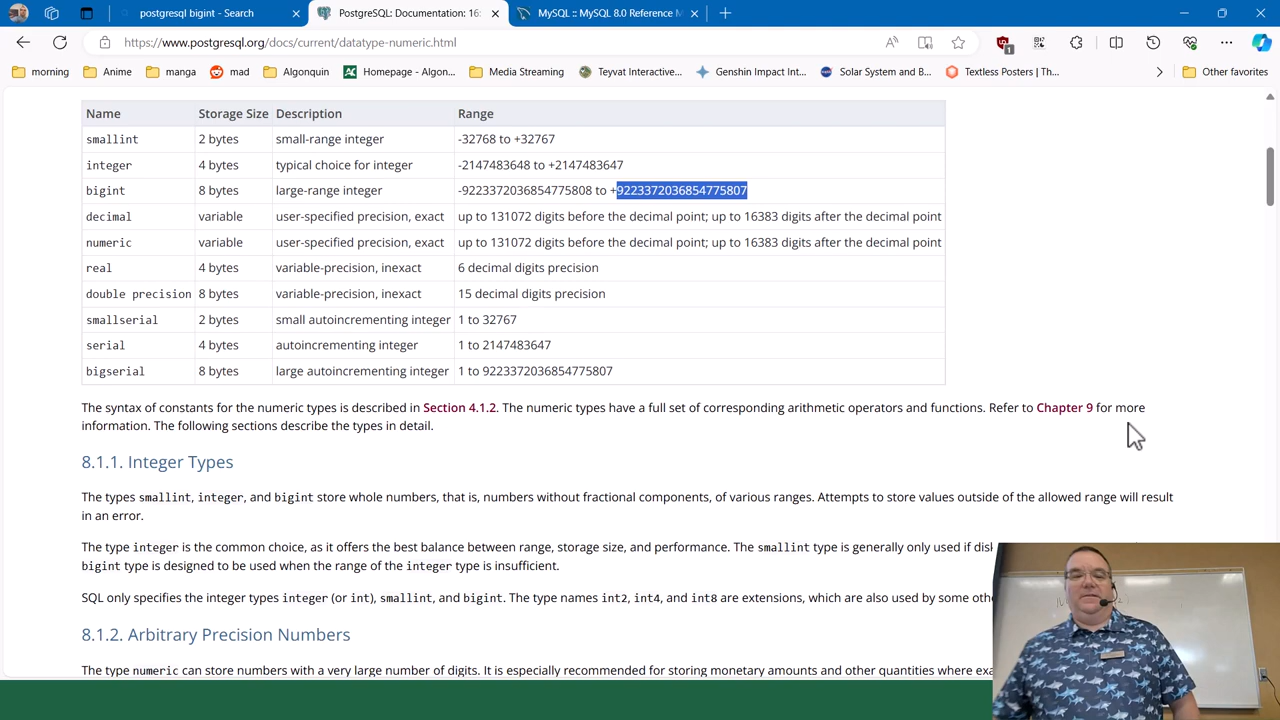 postgresql bigint - Search
PostgreSQL: Documentation: 16:
MySQL :: MySQL 8.0 Reference M
https://www.postgresql.org/docs/current/datatype-numeric.html
1
morning
Anime
manga
mad
Algonquin
Homepage - Algon...
Media Streaming
Teyvat Interactive...
Genshin Impact Int...
Solar System and B...
Textless Posters | Th...
Other favorites
Name Storage Size Description Range
smallint 2 bytes small-range integer -32768 to +32767
integer 4 bytes typical choice for integer -2147483648 to +2147483647
bigint 8 bytes large-range integer -9223372036854775808 to +9223372036854775807
decimal variable user-specified precision, exact up to 131072 digits before the decimal point; up to 16383 digits after the decimal point
numeric variable user-specified precision, exact up to 131072 digits before the decimal point; up to 16383 digits after the decimal point
real 4 bytes variable-precision, inexact 6 decimal digits precision
double precision 8 bytes variable-precision, inexact 15 decimal digits precision
smallserial 2 bytes small autoincrementing integer 1 to 32767
serial 4 bytes autoincrementing integer 1 to 2147483647
bigserial 8 bytes large autoincrementing integer 1 to 9223372036854775807
The syntax of constants for the numeric types is described in Section 4.1.2. The numeric types have a full set of corresponding arithmetic operators and functions. Refer to Chapter 9 for more
information. The following sections describe the types in detail.
8.1.1. Integer Types
The types smallint, integer, and bigint store whole numbers, that is, numbers without fractional components, of various ranges. Attempts to store values outside of the allowed range will result
in an error.
The type integer is the common choice, as it offers the best balance between range, storage size, and performance. The smallint type is generally only used if dis
bigint type is designed to be used when the range of the integer type is insufficient.
SQL only specifies the integer types integer (or int), smallint, and bigint. The type names int2, int4, and int8 are extensions, which are also used by some othe
8.1.2. Arbitrary Precision Numbers
The type numeric can store numbers with a very large number of digits. It is especially recommended for storing monetary amounts and other quantities where exa